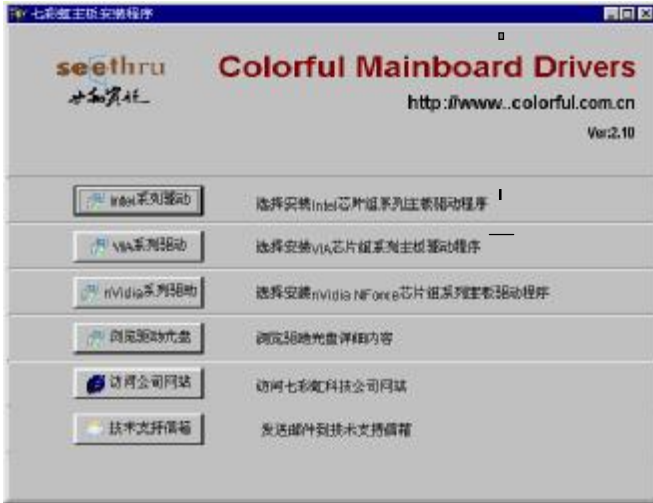 七彩虹主板安装程序
seethru
世和资讯
Colorful Mainboard Drivers
http://www..colorful.com.cn
Ver:2.10
Intel系列驱动
选择安装Intel芯片组系列主板驱动程序
VIA系列驱动
选择安装VIA芯片组系列主板驱动程序
nVidia系列驱动
选择安装nVidia NForce芯片组系列主板驱动程序
浏览驱动光盘
浏览驱动光盘详细内容
访问公司网站
访问七彩虹科技公司网站
技术支持信箱
发送邮件到技术支持信箱